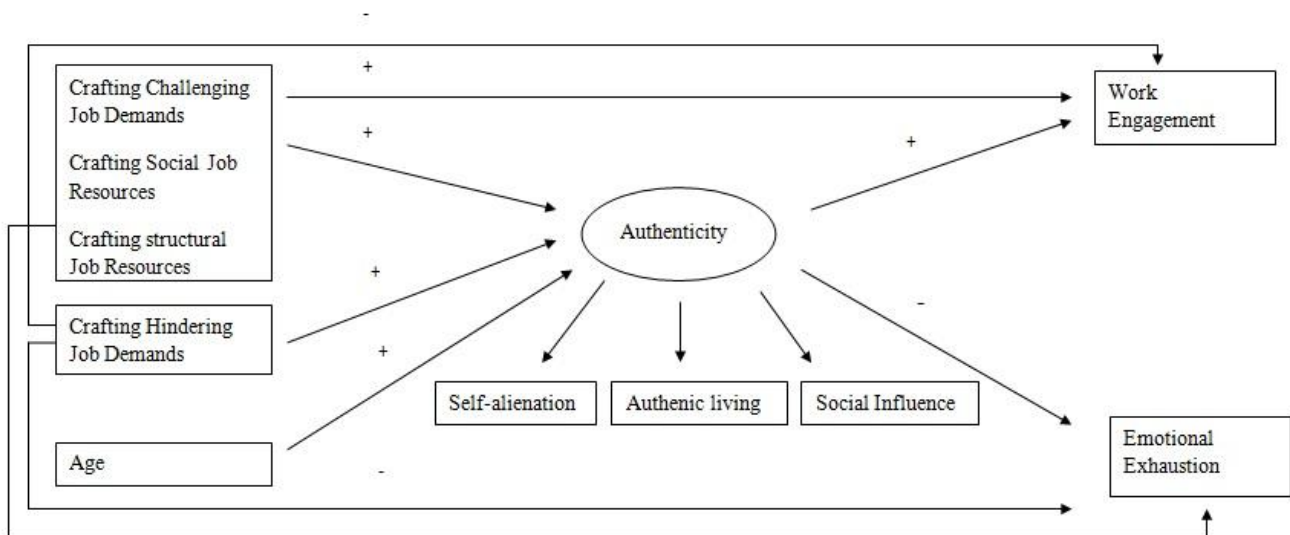 -
+
Crafting Challenging
Job Demands
Crafting Social Job
Resources
Crafting structural
Job Resources
Work
Engagement
+
+
Authenticity
+
Crafting Hindering
Job Demands
+
-
Self-alienation
Authenic living
Social Influence
Age
-
Emotional
Exhaustion